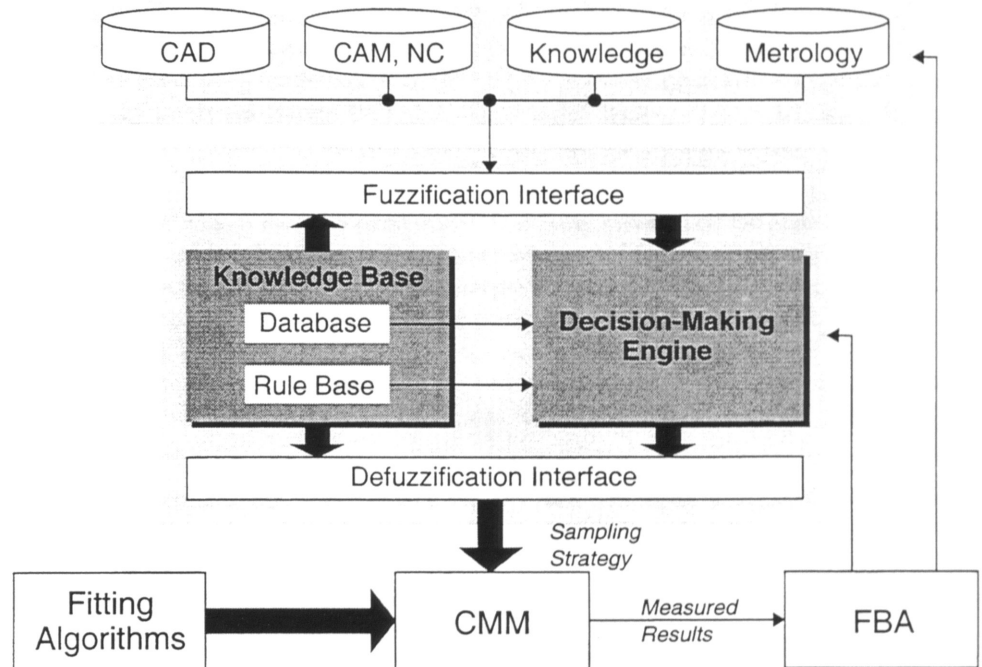 CAD
CAM, NC
Knowledge
Metrology
Fuzzification Interface
Knowledge Base
Database
Rule Base
Decision-Making
Engine
Defuzzification Interface
Sampling
Strategy
Fitting
Algorithms
CMM
Measured
Results
FBA